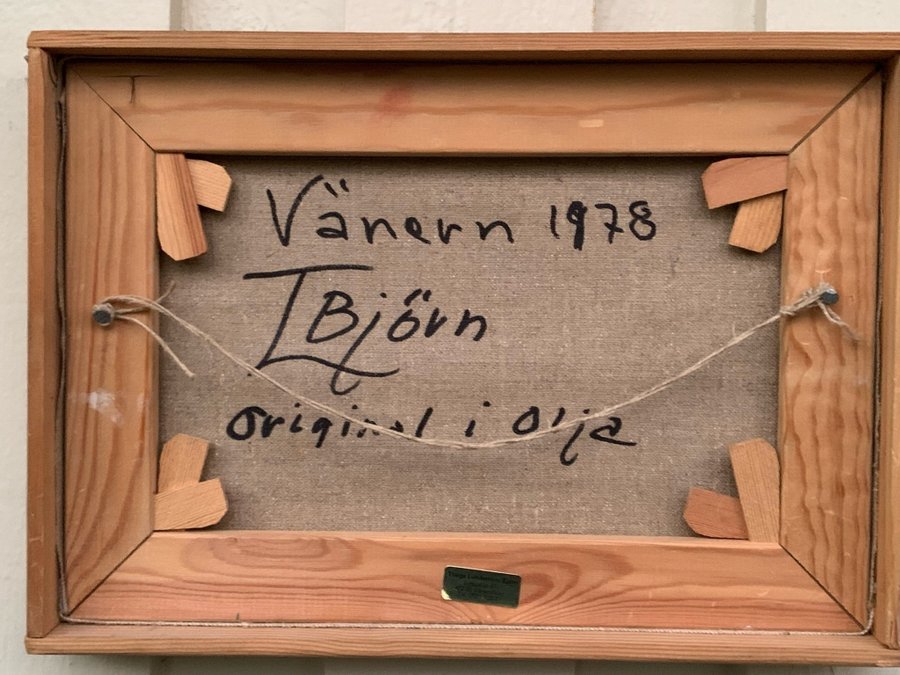 Vänern 1978
I Björn
original i olja